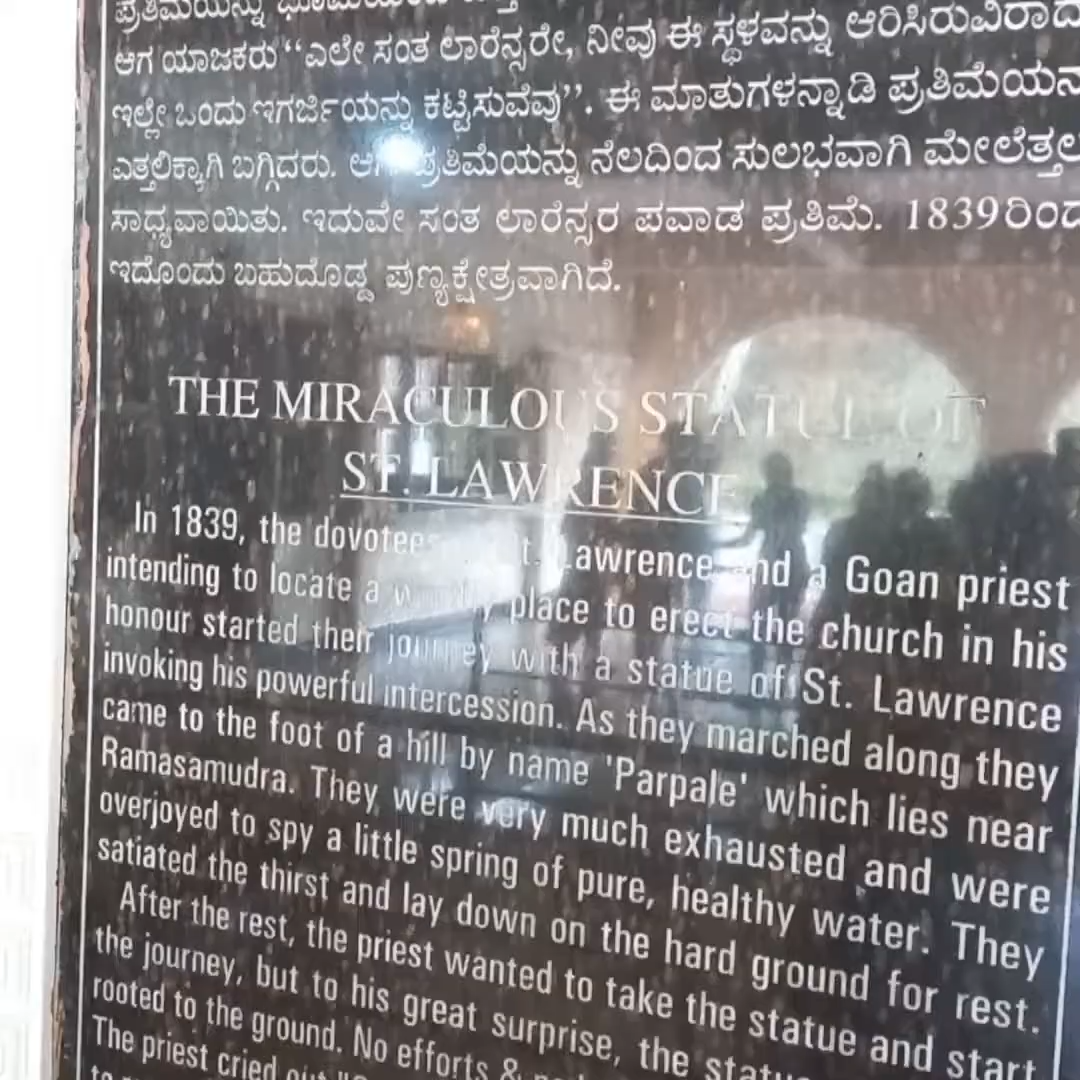 ಪ್ರತಿಮೆಯನ್ನು
ಆಗ ಯಾಜಕರು “ಎಲೇ ಸಂತ ಲಾರೆನ್ಸರೇ, ನೀವು ಈ ಸ್ಥಳವನ್ನು ಆರಿಸಿರುವಿರಾದ
ಇಲ್ಲೇ ಒಂದು ಇಗರ್ಜಿಯನ್ನು ಕಟ್ಟಿಸುವೆವು”. ಈ ಮಾತುಗಳನ್ನಾಡಿ ಪ್ರತಿಮೆಯನ
ಎತ್ತಲಿಕ್ಕಾಗಿ ಬಗ್ಗಿದರು. ಪ್ರತಿಮೆಯನ್ನು ನೆಲದಿಂದ ಸುಲಭವಾಗಿ ಮೇಲೆತ್ತಲ
ಸಾಧ್ಯವಾಯಿತು. ಇದುವೇ ಸಂತ ಲಾರೆನ್ಸರ ಪವಾಡ ಪ್ರತಿಮೆ. 1839ರಿಂದ
ಇದೊಂದು ಬಹುದೊಡ್ಡ ಪುಣ್ಯಕ್ಷೇತ್ರವಾಗಿದೆ.
THE MIRACULOUS STATUE OF
ST. LAWRENCE
In 1839, the dovotees St. Lawrence and a Goan priest
intending to locate a worthy place to erect the church in his
honour started their journey with a statue of St. Lawrence
invoking his powerful intercession. As they marched along they
came to the foot of a hill by name 'Parpale' which lies near
Ramasamudra. They were very much exhausted and were
overjoyed to spy a little spring of pure, healthy water. They
satiated the thirst and lay down on the hard ground for rest.
After the rest, the priest wanted to take the statue and start
the journey, but to his great surprise, the statu
rooted to the ground. No efforts &
The priest cried out